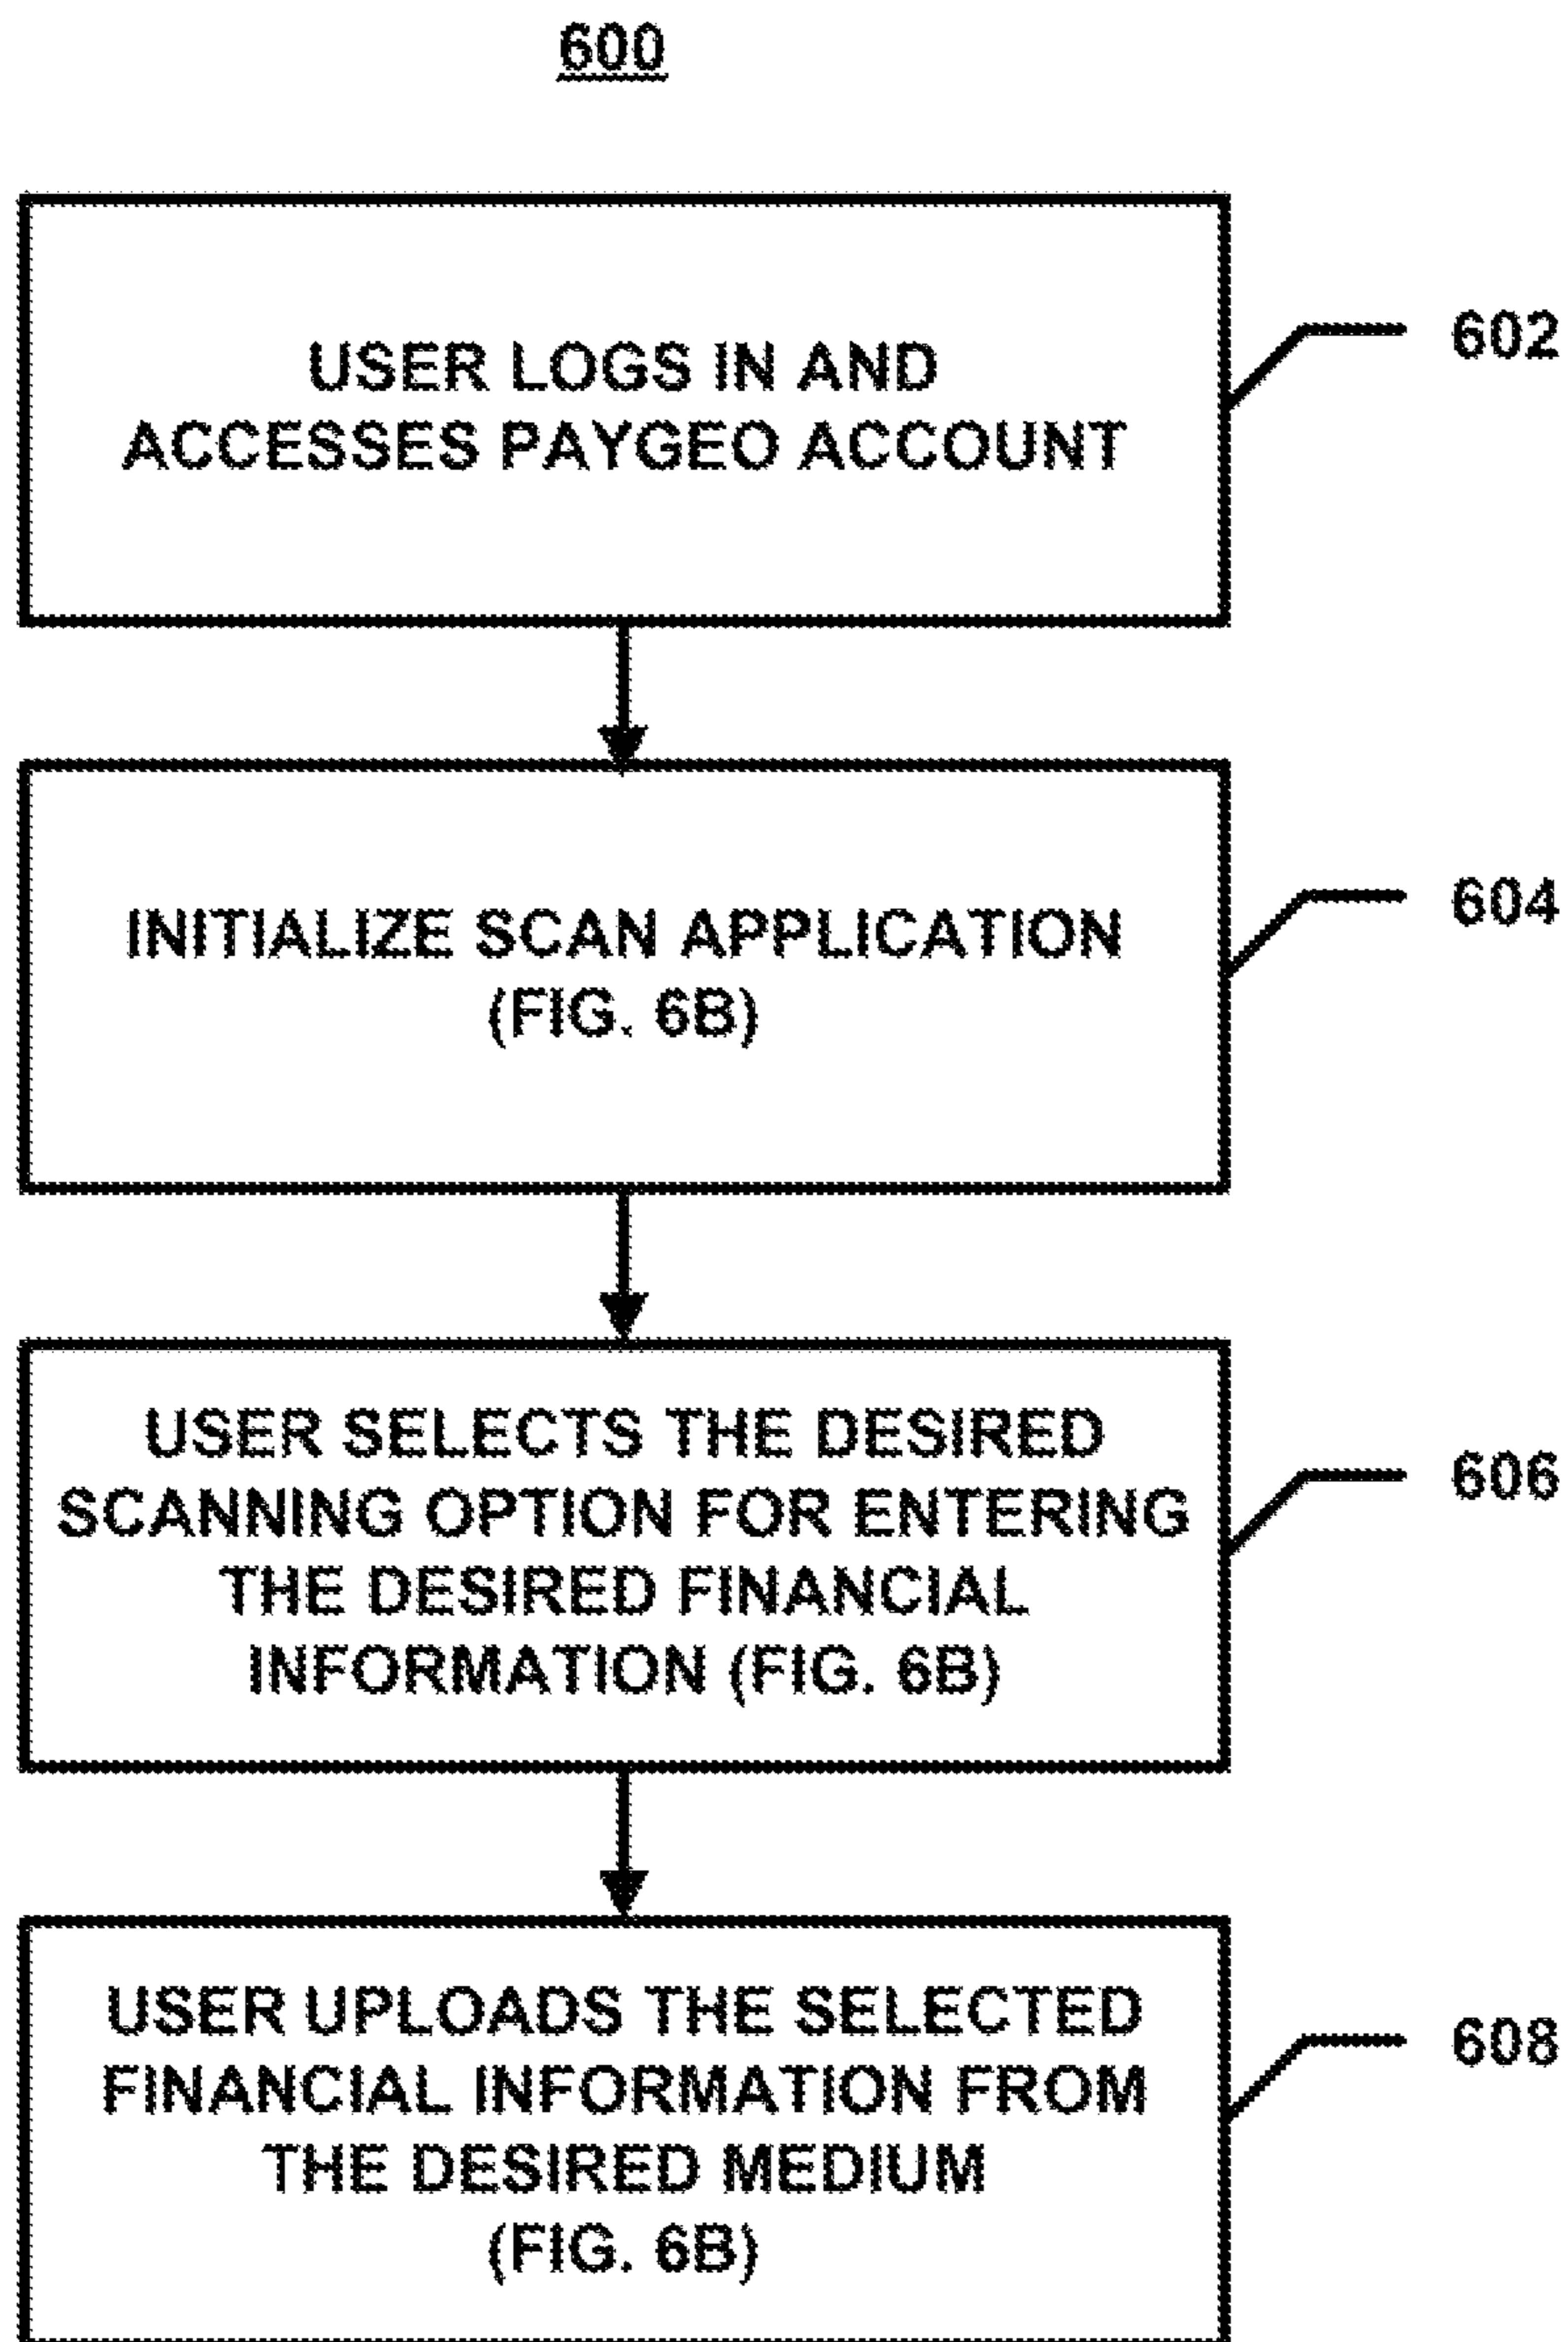 600
USER LOGS IN AND
ACCESSES PAYGEO ACCOUNT
602
INITIALIZE SCAN APPLICATION
(FIG. 6B)
604
USER SELECTS THE DESIRED
SCANNING OPTION FOR ENTERING
THE DESIRED FINANCIAL
INFORMATION (FIG. 6B)
606
USER UPLOADS THE SELECTED
FINANCIAL INFORMATION FROM
THE DESIRED MEDIUM
(FIG. 6B)
608